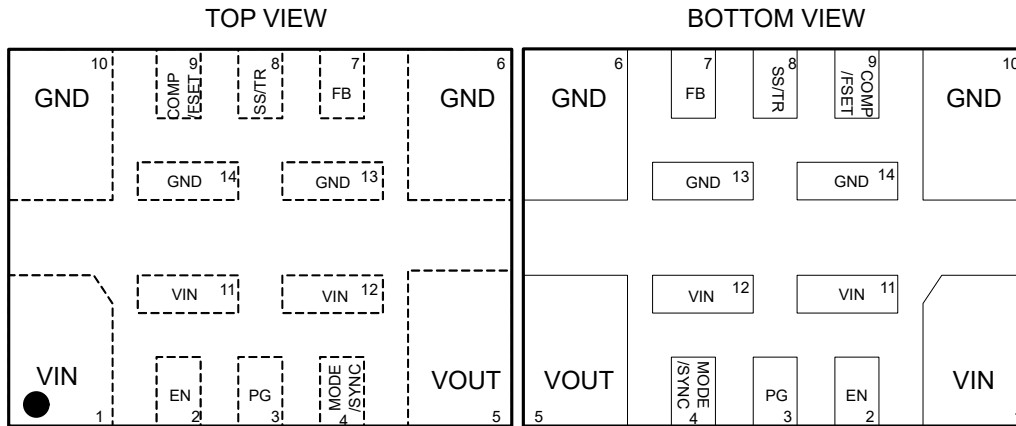 TOP VIEW
BOTTOM VIEW
10
9
8
7
6
GND
COMP
/FSET
SS/TR
FB
GND
GND 14
GND 13
VIN 11
VIN 12
VIN
EN
PG
MODE
/SYNC
VOUT
1
2
3
4
5
6
7
8
9
10
GND
FB
SS/TR
COMP
/FSET
GND
GND 13
GND 14
VIN 12
VIN 11
VOUT
MODE
/SYNC
PG
EN
VIN
5
4
3
2
1